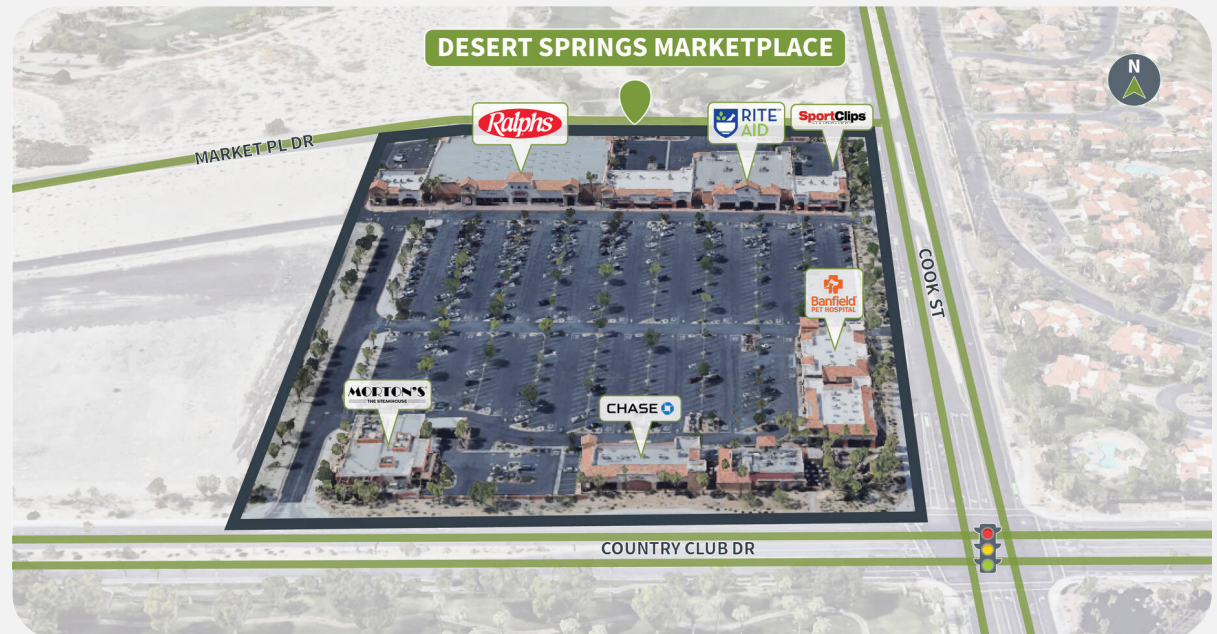 DESERT SPRINGS MARKETPLACE
N
Ralphs
RITE
AID
SportClips
MARKET PL DR
COOK ST
Banfield
PET HOSPITAL
MORTON'S
THE STEAKHOUSE
CHASE
COUNTRY CLUB DR